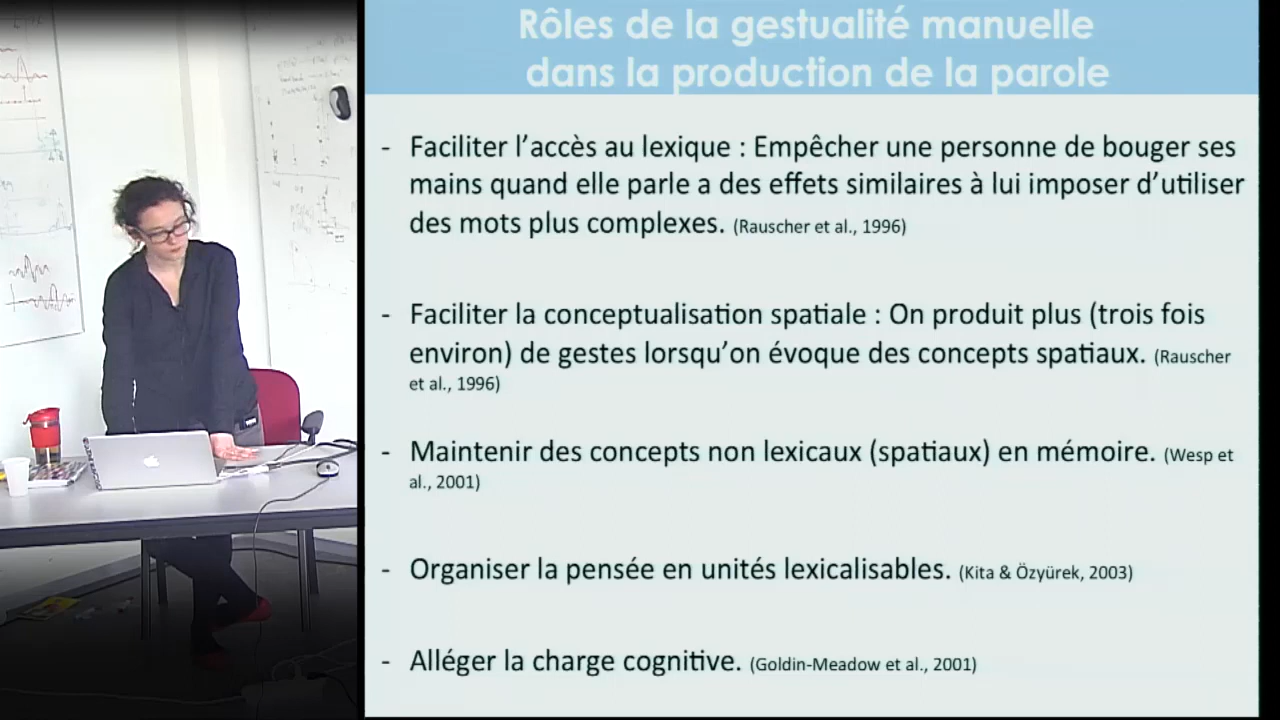 Rôles de la gestualité manuelle
dans la production de la parole
- Faciliter l’accès au lexique : Empêcher une personne de bouger ses
mains quand elle parle a des effets similaires à lui imposer d’utiliser
des mots plus complexes. (Rauscher et al., 1996)
- Faciliter la conceptualisation spatiale : On produit plus (trois fois
environ) de gestes lorsqu’on évoque des concepts spatiaux. (Rauscher
et al., 1996)
- Maintenir des concepts non lexicaux (spatiaux) en mémoire. (Wesp et
al., 2001)
- Organiser la pensée en unités lexicalisables. (Kita & Özyürek, 2003)
- Alléger la charge cognitive. (Goldin-Meadow et al., 2001)